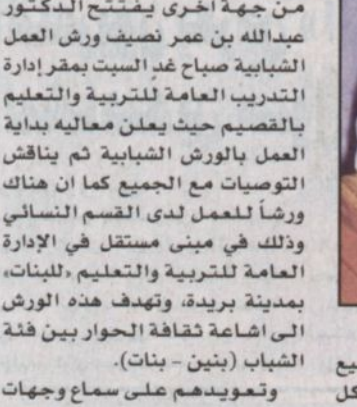 من جهة اخرى يفتتح الدكتور
عبدالله بن عمر نصيف ورش العمل
الشبابية صباح غدٍ السبت بمقر إدارة
التدريب العامة للتربية والتعليم
بالقصيم حيث يعلن معاليه بداية
العمل بالورش الشبابية ثم يناقش
التوصيات مع الجميع كما ان هناك
ورشاً للعمل لدى القسم النسائي
وذلك في مبنى مستقل في الإدارة
العامة للتربية والتعليم «للبنات»
بمدينة بريدة، وتهدف هذه الورش
الى اشاعة ثقافة الحوار بين فئة
الشباب (بنين - بنات).
وتعويدهم على سماع وجهات